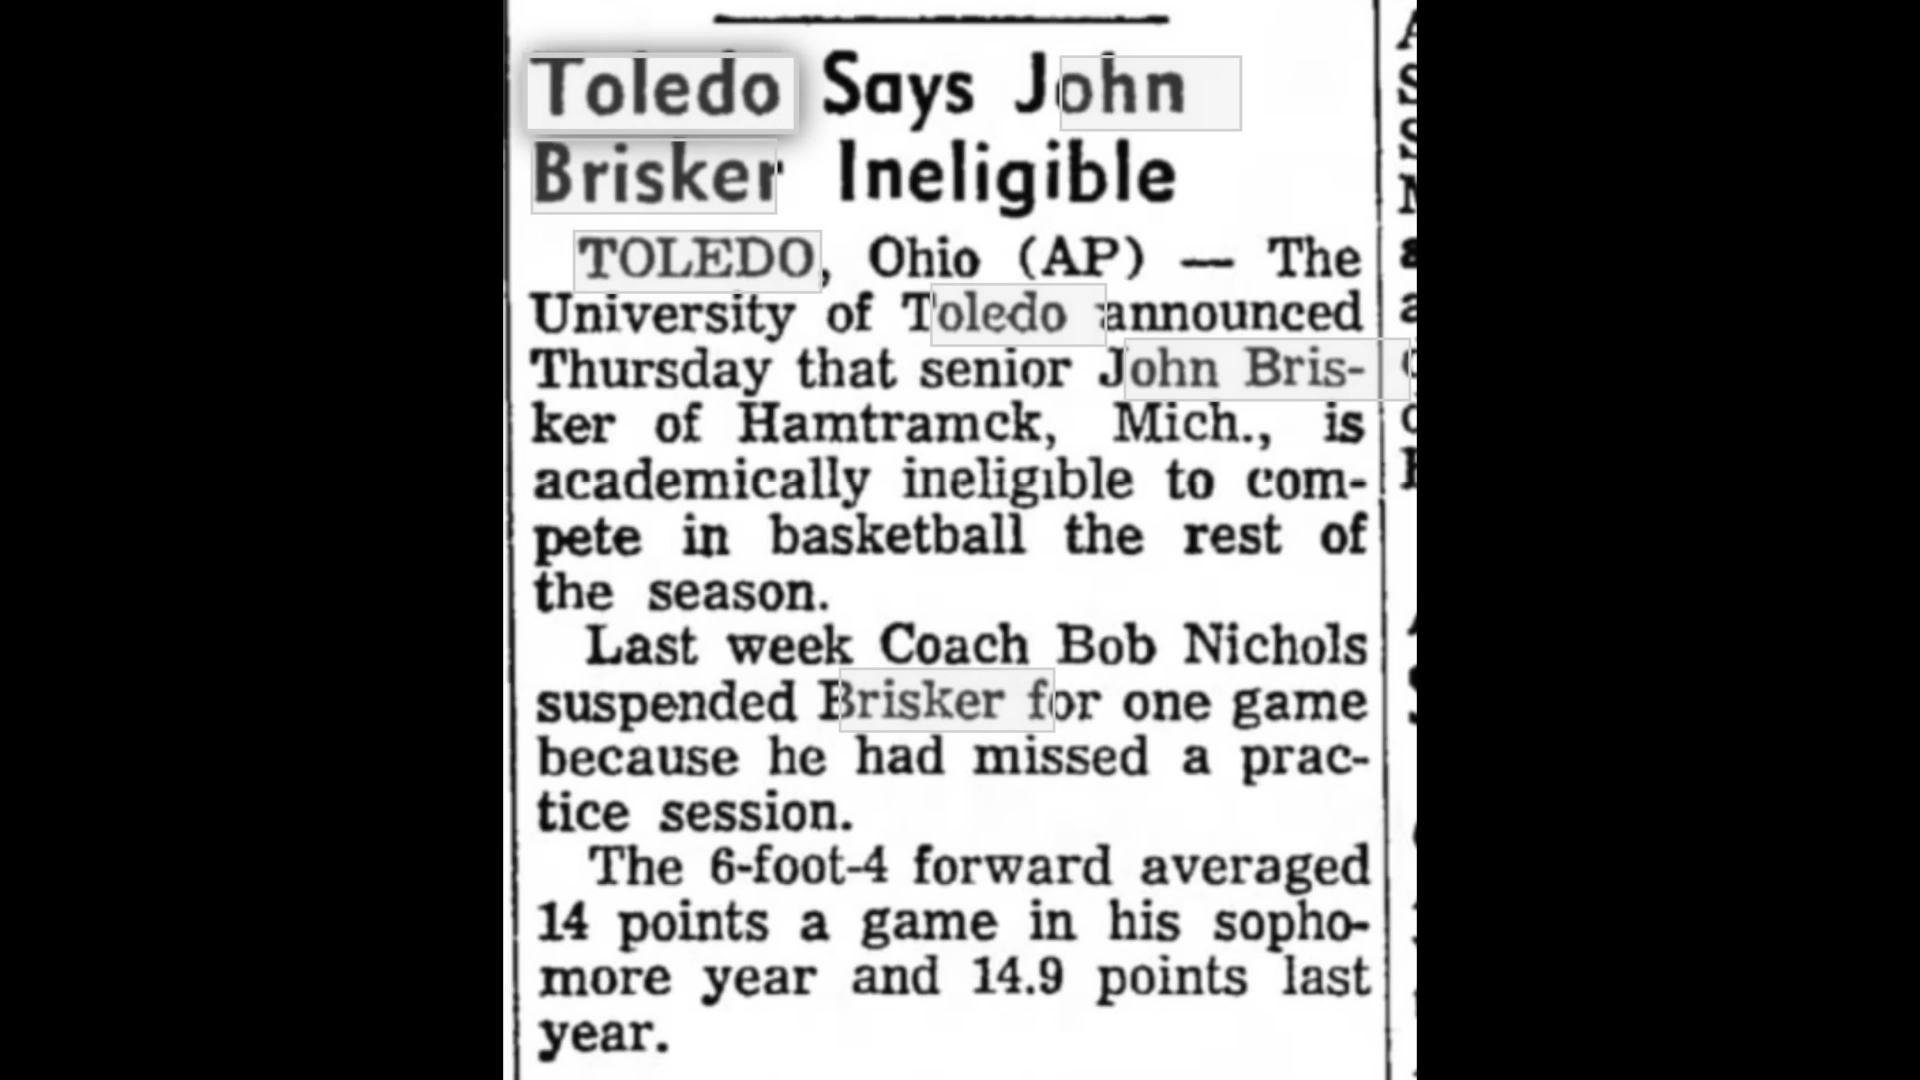 Toledo Says John
Brisker Ineligible
TOLEDO, Ohio (AP) — The
University of Toledo announced
Thursday that senior John Bris-
ker of Hamtramck, Mich., is
academically ineligible to com-
pete in basketball the rest of
the season.
Last week Coach Bob Nichols
suspended Brisker for one game
because he had missed a prac-
tice session.
The 6-foot-4 forward averaged
14 points a game in his sopho-
more year and 14.9 points last
year.